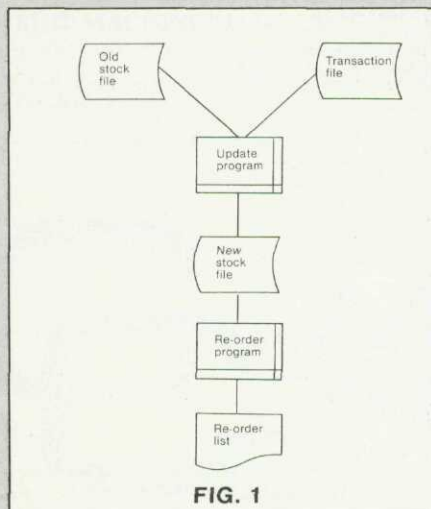 Old
stock
file
Transaction
file
Update
program
New
stock
file
Re-order
program
Re-order
list
FIG. 1